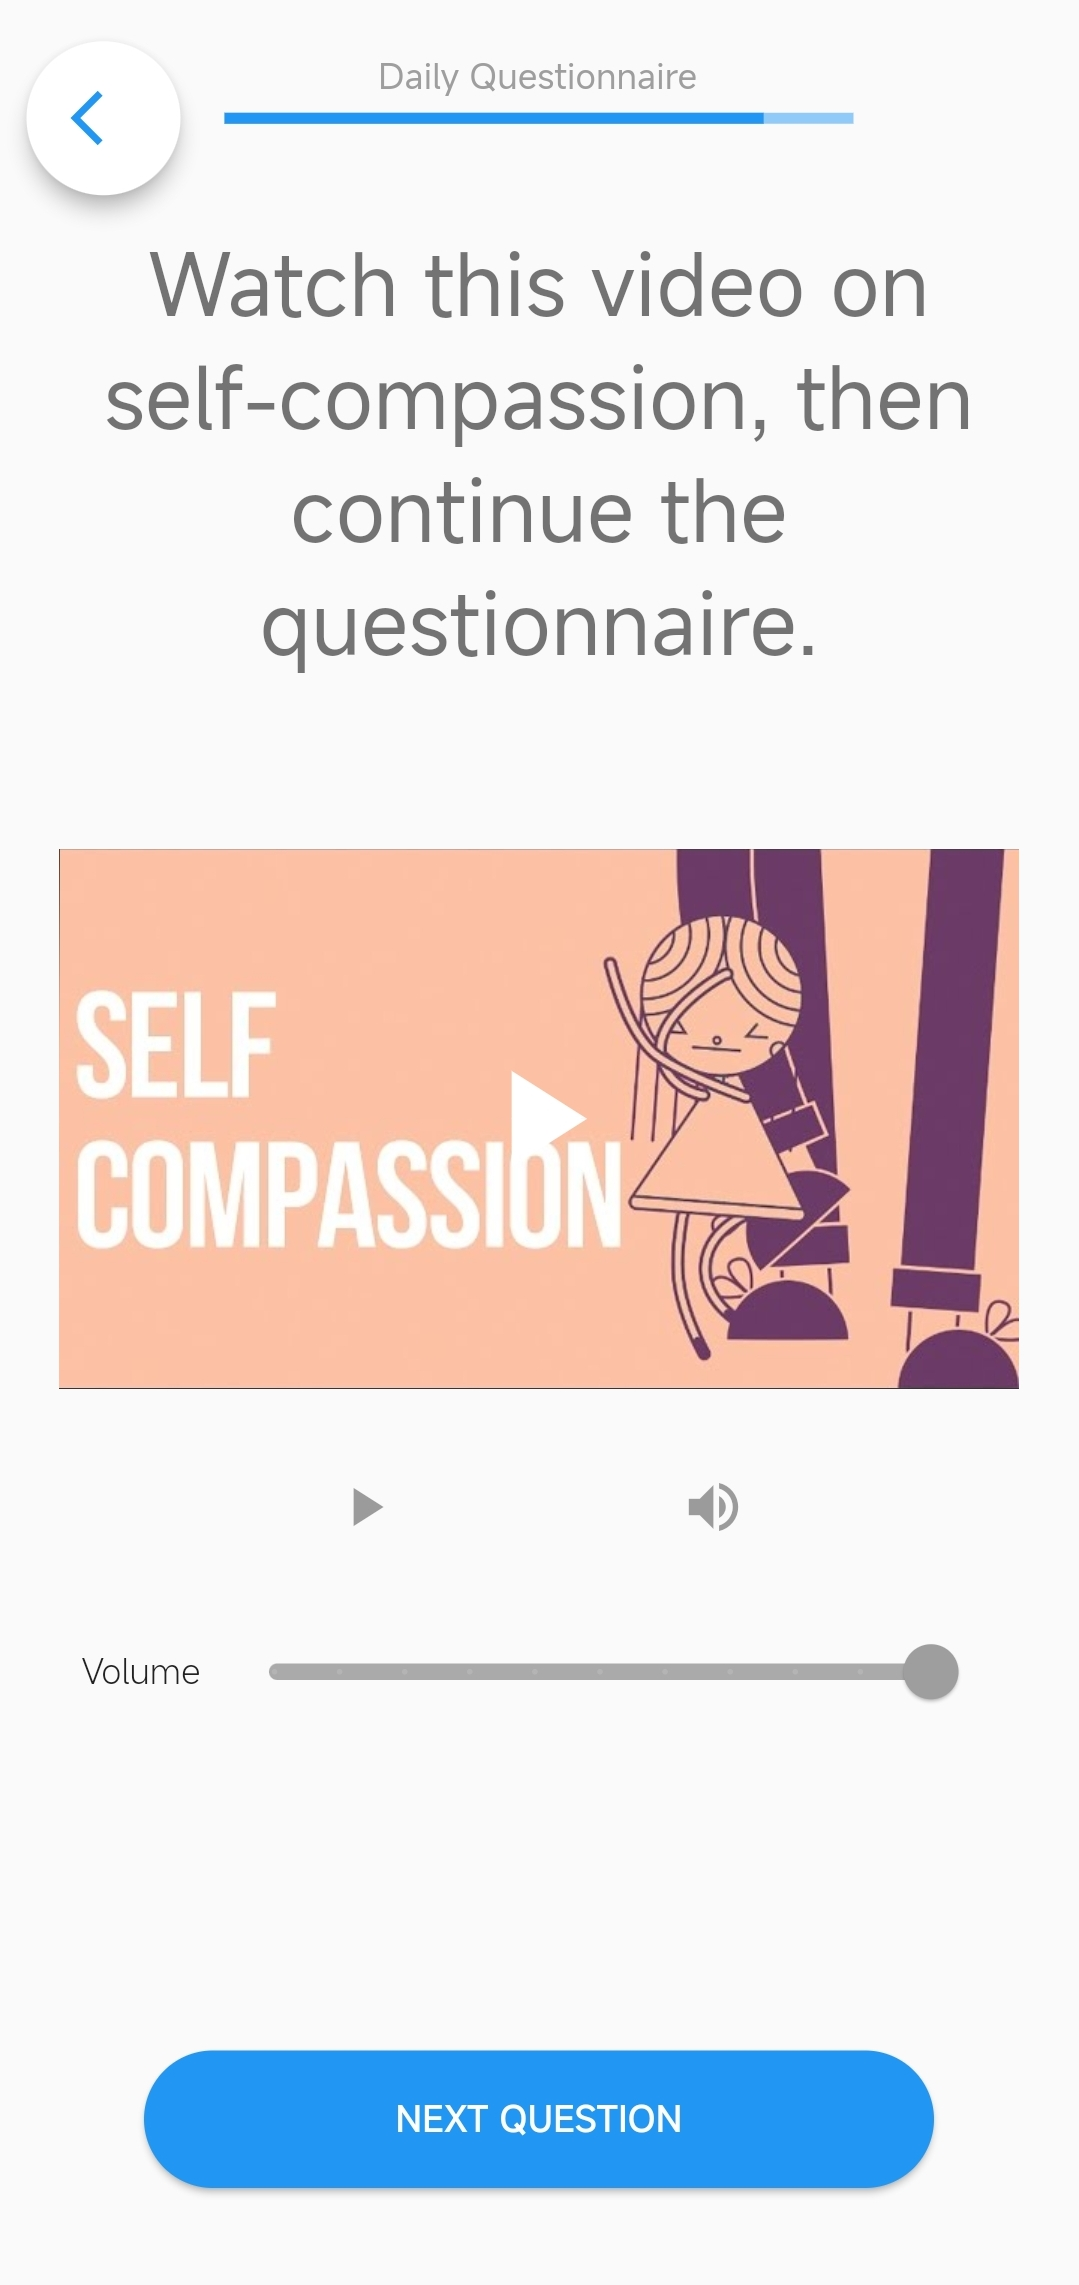 Daily Questionnaire
Watch this video on
self-compassion, then
continue the
questionnaire.
SELF
COMPASSION
Volume
NEXT QUESTION